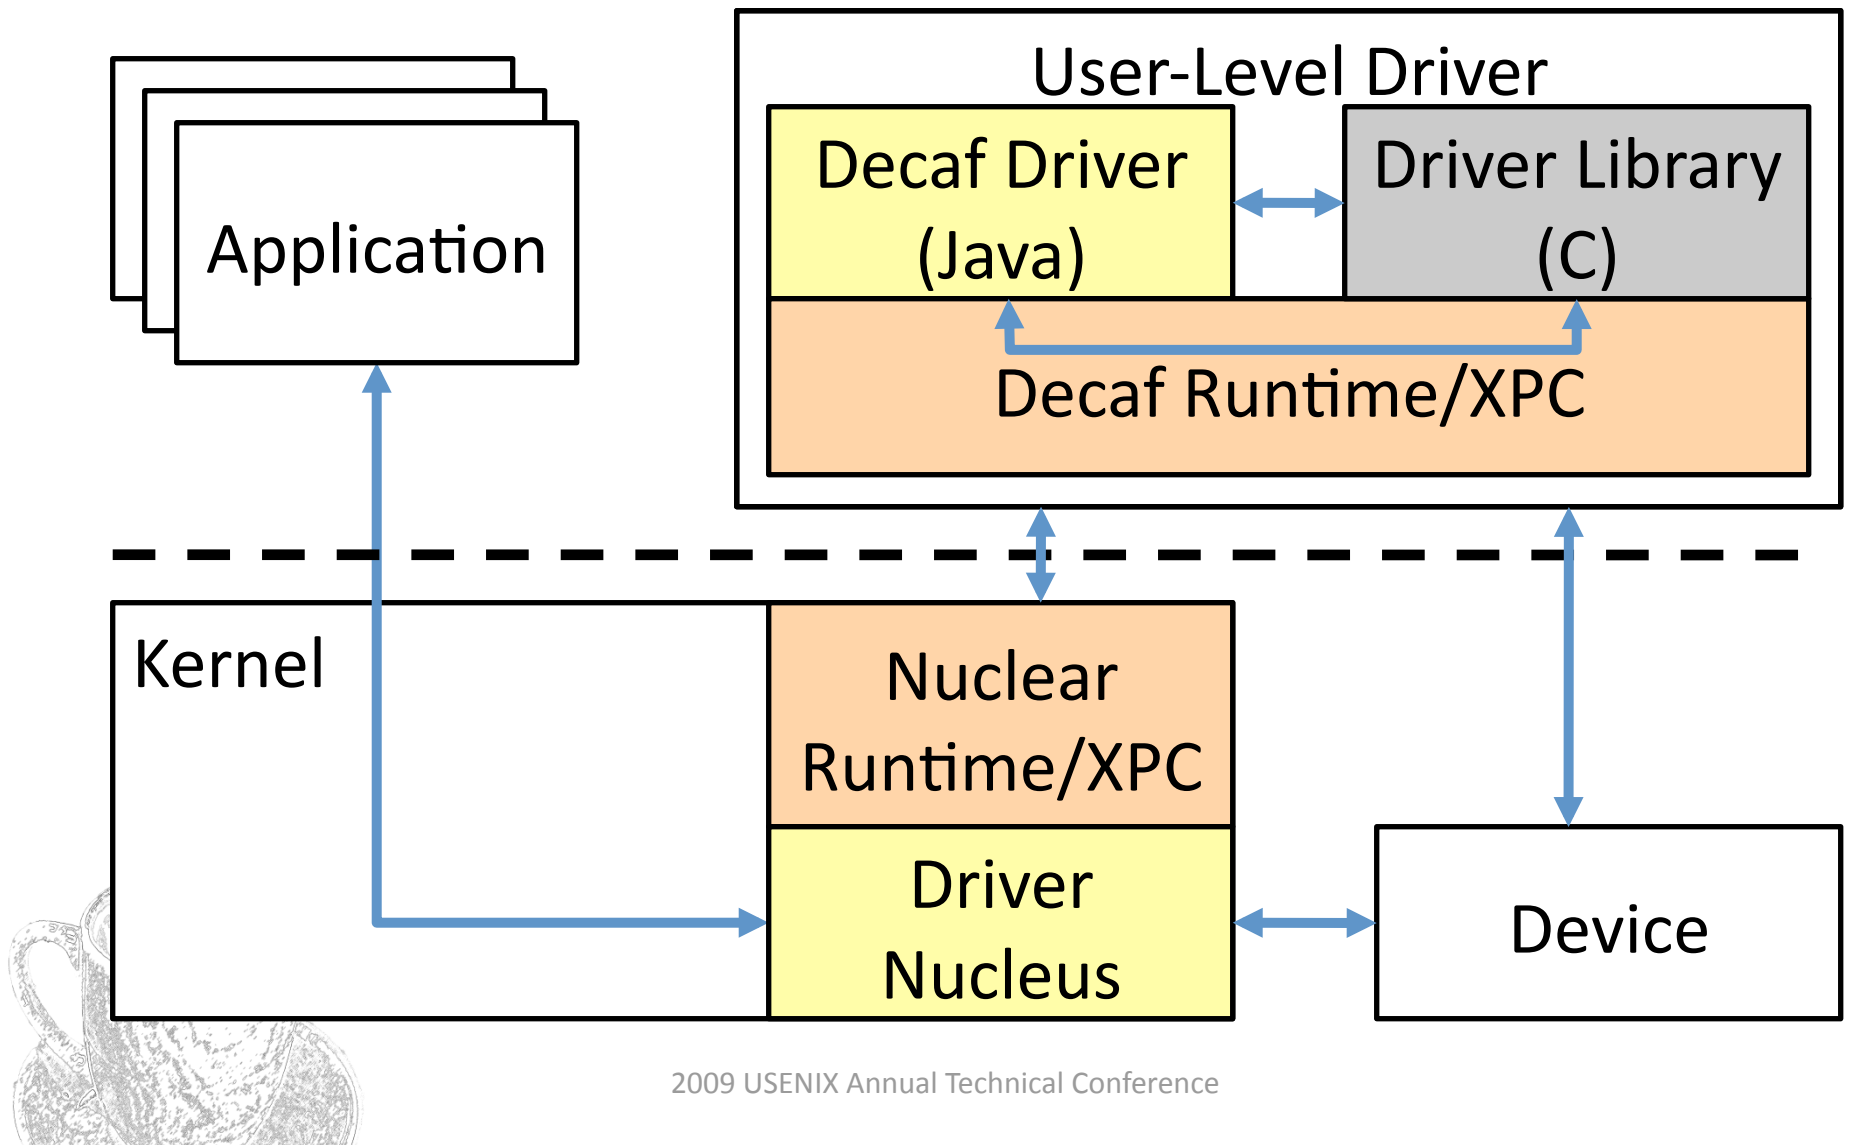 Application
User-Level Driver
Decaf Driver
(Java)
Driver Library
(C)
Decaf Runtime/XPC
Kernel
Nuclear
Runtime/XPC
Driver
Nucleus
Device
2009 USENIX Annual Technical Conference